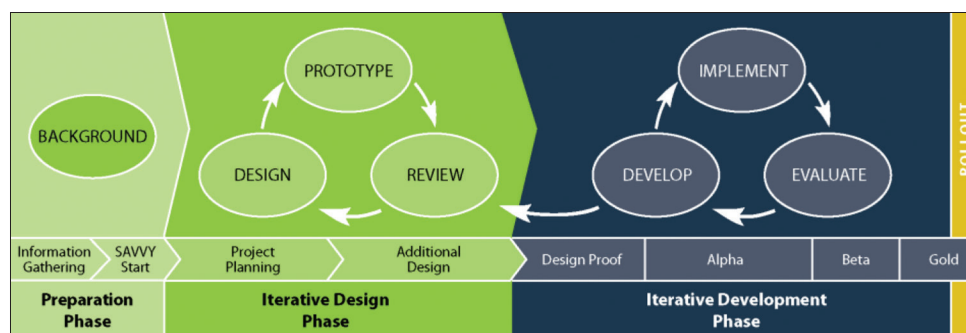 PROTOTYPE
IMPLEMENT
BACKGROUND
DESIGN
REVIEW
DEVELOP
EVALUATE
ROLLOUT
Information
Gathering
SAVVY
Start
Project
Planning
Additional
Design
Design Proof
Alpha
Beta
Gold
Preparation
Phase
Iterative Design
Phase
Iterative Development
Phase